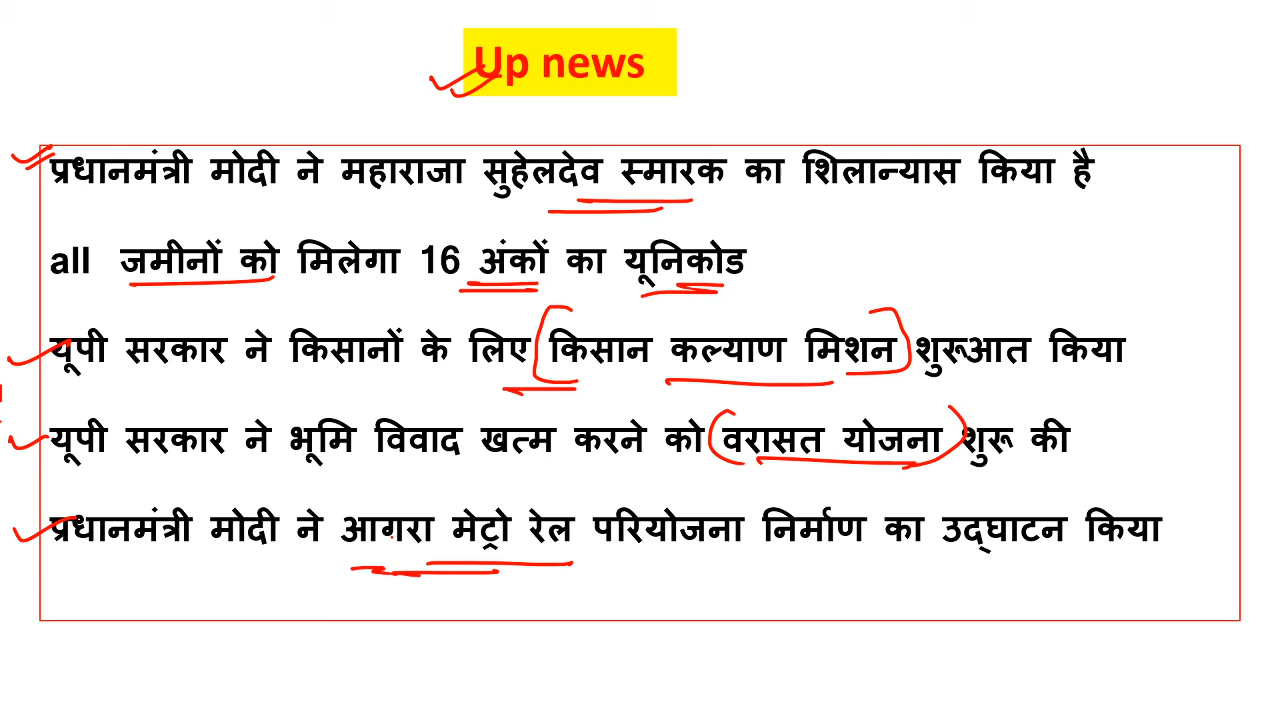 Up news
प्रधानमंत्री मोदी ने महाराजा सुहेलदेव स्मारक का शिलान्यास किया है
all जमीनों को मिलेगा 16 अंकों का यूनिकोड
यूपी सरकार ने किसानों के लिए किसान कल्याण मिशन शुरूआत किया
यूपी सरकार ने भूमि विवाद खत्म करने को वरासत योजना शुरू की
प्रधानमंत्री मोदी ने आगरा मेट्रो रेल परियोजना निर्माण का उद्घाटन किया